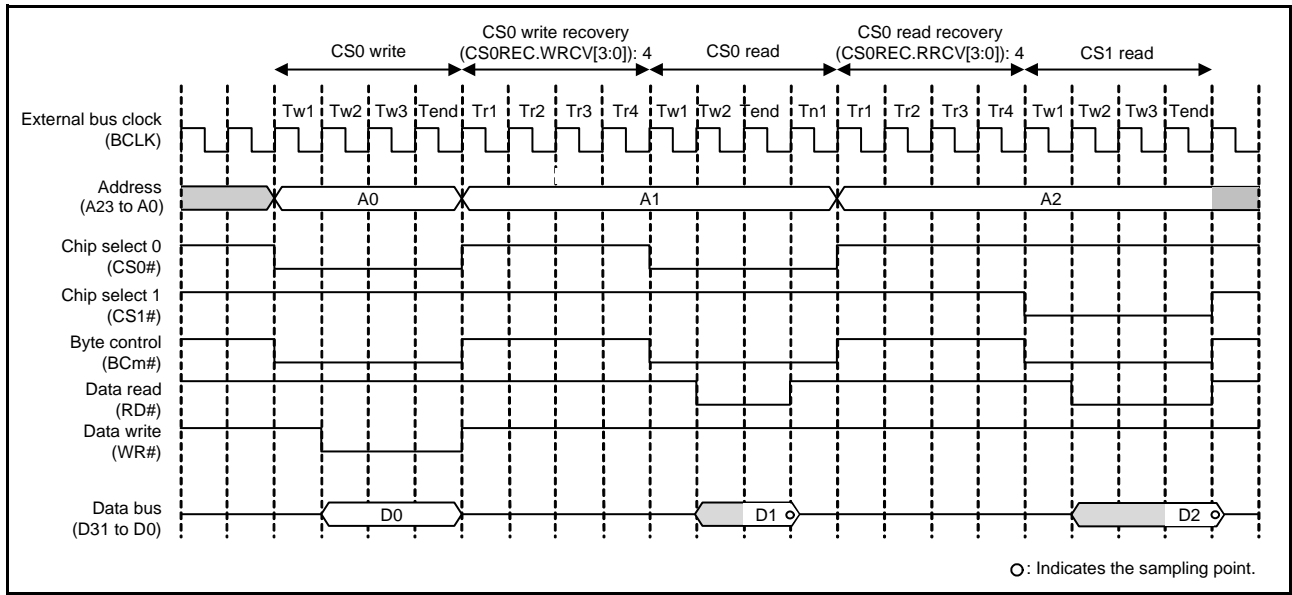 CS0 write recovery
CS0 read recovery
CS0 write
(CS0REC.WRCV[3:0]): 4
CS0 read
(CS0REC.RRCV[3:0]): 4
CS1 read
Tw1 Tw2 Tw3 Tend Tr1 Tr2 Tr3 Tr4 Tw1 Tw2 Tend Tn1 Tr1 Tr2 Tr3 Tr4 Tw1 Tw2 Tw3 Tend
External bus clock
(BCLK)
Address
(A23 to A0)
A0 A1 A2
Chip select 0
(CS0#)
Chip select 1
(CS1#)
Byte control
(BCm#)
Data read
(RD#)
Data write
(WR#)
Data bus
(D31 to D0)
D0 D1 D2
: Indicates the sampling point.